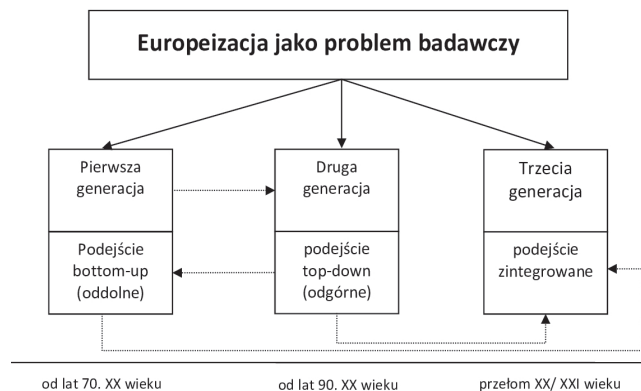 Europeizacja jako problem badawczy
Pierwsza
generacja
Podejście
bottom-up
(oddolne)
Druga
generacja
podejście
top-down
(odgórne)
Trzecia
generacja
podejście
zintegrowane
od lat 70. XX wieku
od lat 90. XX wieku
przełom XX/ XXI wieku